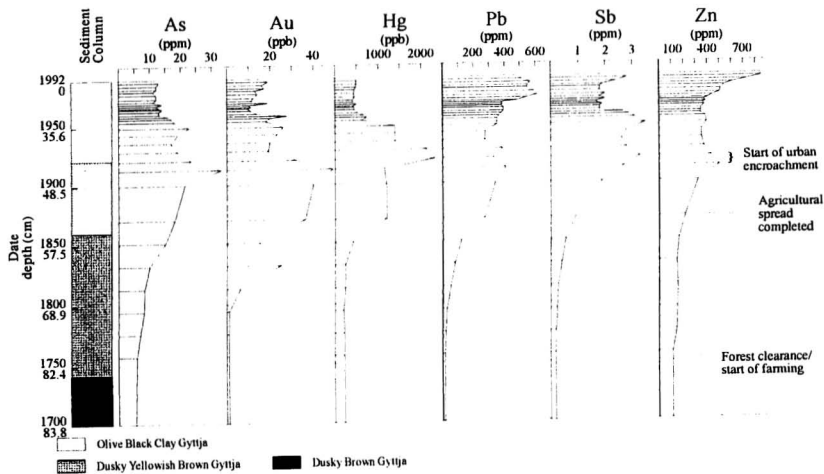 Sediment
Column
As
(ppm)
10 20 30
Au
(ppb)
20 40
Hg
(ppb)
1000 2000
Pb
(ppm)
200 400 600
Sb
(ppm)
1 2 3
Zn
(ppm)
100 400 700
Date
depth (cm)
1992
0
1950
35.6
1900
48.5
1850
57.5
1800
68.9
1750
82.4
1700
83.8
Start of urban
encroachment
Agricultural
spread
completed
Forest clearance/
start of farming
Olive Black Clay Gyttja
Dusky Yellowish Brown Gyttja
Dusky Brown Gyttja